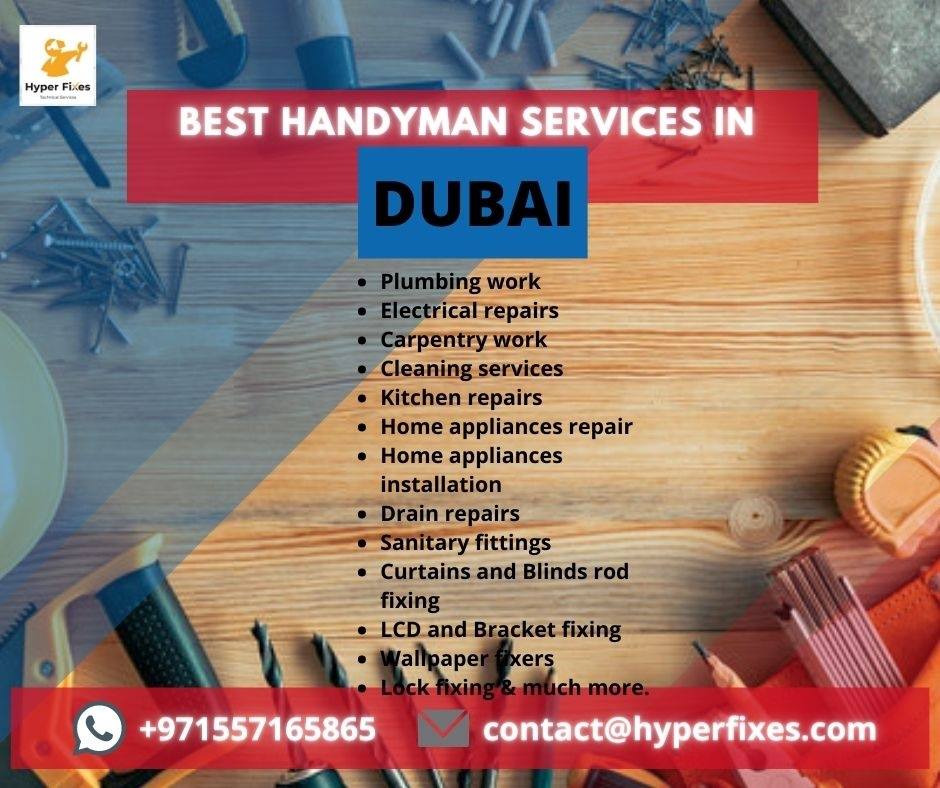 Hyper Fixes
Technical Services
BEST HANDYMAN SERVICES IN
DUBAI
• Plumbing work
• Electrical repairs
• Carpentry work
• Cleaning services
• Kitchen repairs
• Home appliances repair
• Home appliances
installation
• Drain repairs
• Sanitary fittings
• Curtains and Blinds rod
fixing
• LCD and Bracket fixing
• Wallpaper fixers
• Lock fixing & much more.
+971557165865
contact@hyperfixes.com